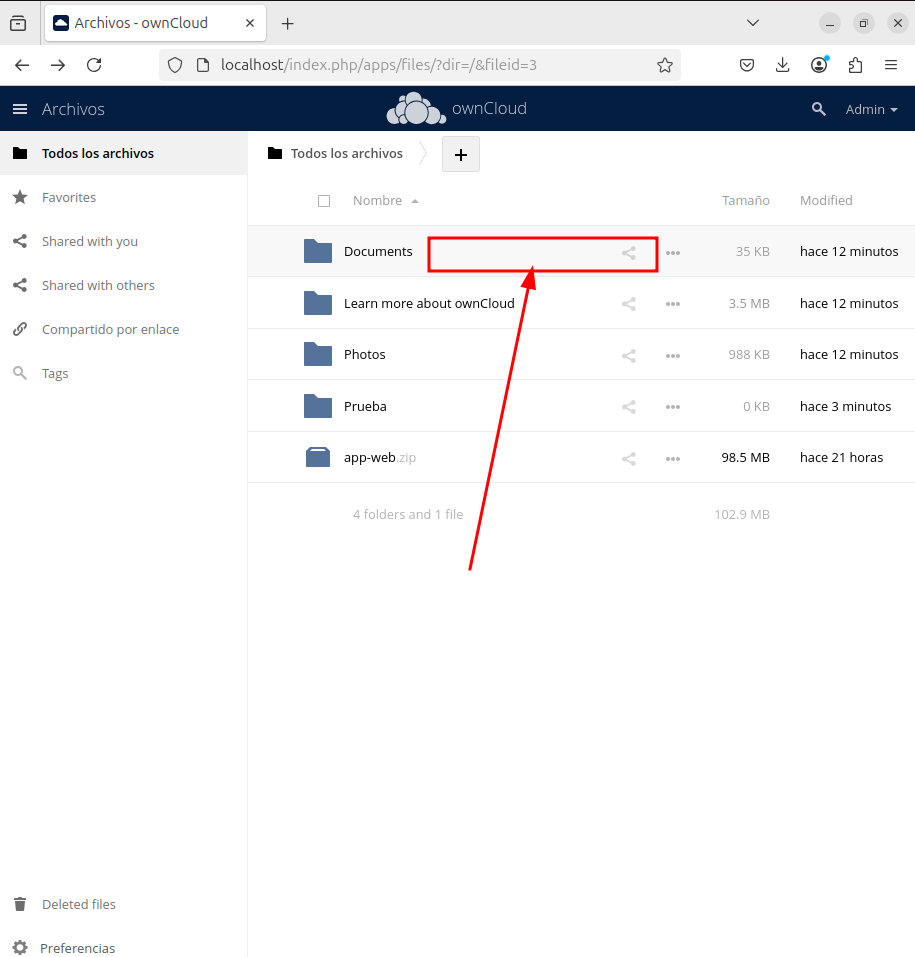 Archivos - ownCloud
localhost/index.php/apps/files/?dir=/&fileid=3
Archivos
ownCloud
Admin
Todos los archivos
Favorites
Shared with you
Shared with others
Compartido por enlace
Tags
Deleted files
Preferencias
Todos los archivos
Nombre Tamaño Modified
Documents 35 KB hace 12 minutos
Learn more about ownCloud 3.5 MB hace 12 minutos
Photos 988 KB hace 12 minutos
Prueba 0 KB hace 3 minutos
app-web.zip 98.5 MB hace 21 horas
4 folders and 1 file 102.9 MB